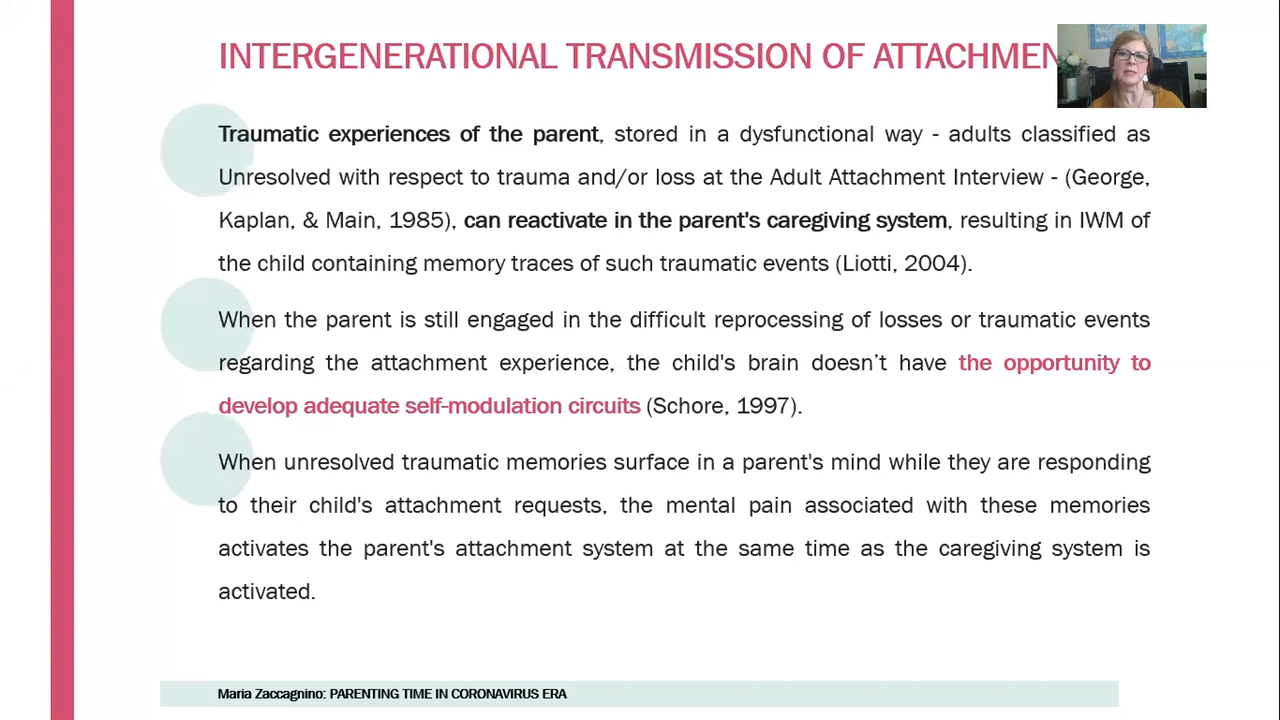 INTERGENERATIONAL TRANSMISSION OF ATTACHMEN
Traumatic experiences of the parent, stored in a dysfunctional way - adults classified as
Unresolved with respect to trauma and/or loss at the Adult Attachment Interview - (George,
Kaplan, & Main, 1985), can reactivate in the parent's caregiving system, resulting in IWM of
the child containing memory traces of such traumatic events (Liotti, 2004).
When the parent is still engaged in the difficult reprocessing of losses or traumatic events
regarding the attachment experience, the child's brain doesn’t have the opportunity to
develop adequate self-modulation circuits (Schore, 1997).
When unresolved traumatic memories surface in a parent's mind while they are responding
to their child's attachment requests, the mental pain associated with these memories
activates the parent's attachment system at the same time as the caregiving system is
activated.
Maria Zaccagnino: PARENTING TIME IN CORONAVIRUS ERA